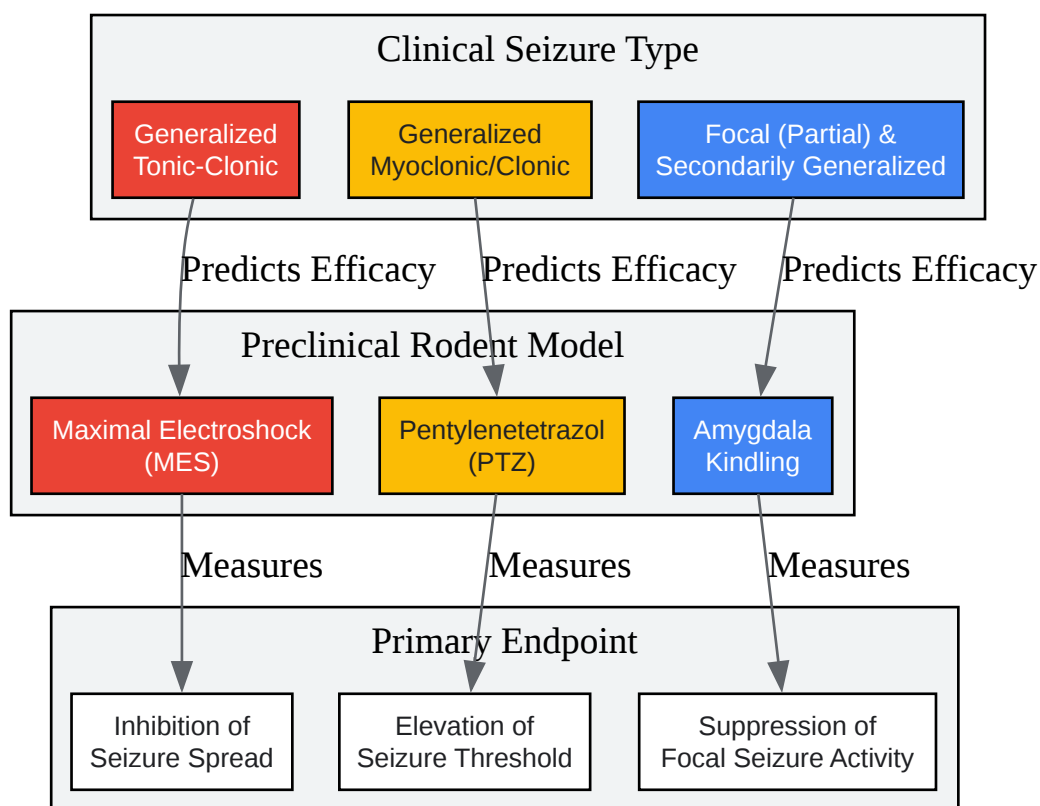 Clinical Seizure Type
Generalized
Tonic-Clonic
Generalized
Myoclonic/Clonic
Focal (Partial) &
Secondarily Generalized
Predicts Efficacy
Predicts Efficacy
Predicts Efficacy
Preclinical Rodent Model
Maximal Electroshock
(MES)
Pentylenetetrazol
(PTZ)
Amygdala
Kindling
Measures
Measures
Measures
Primary Endpoint
Inhibition of
Seizure Spread
Elevation of
Seizure Threshold
Suppression of
Focal Seizure Activity